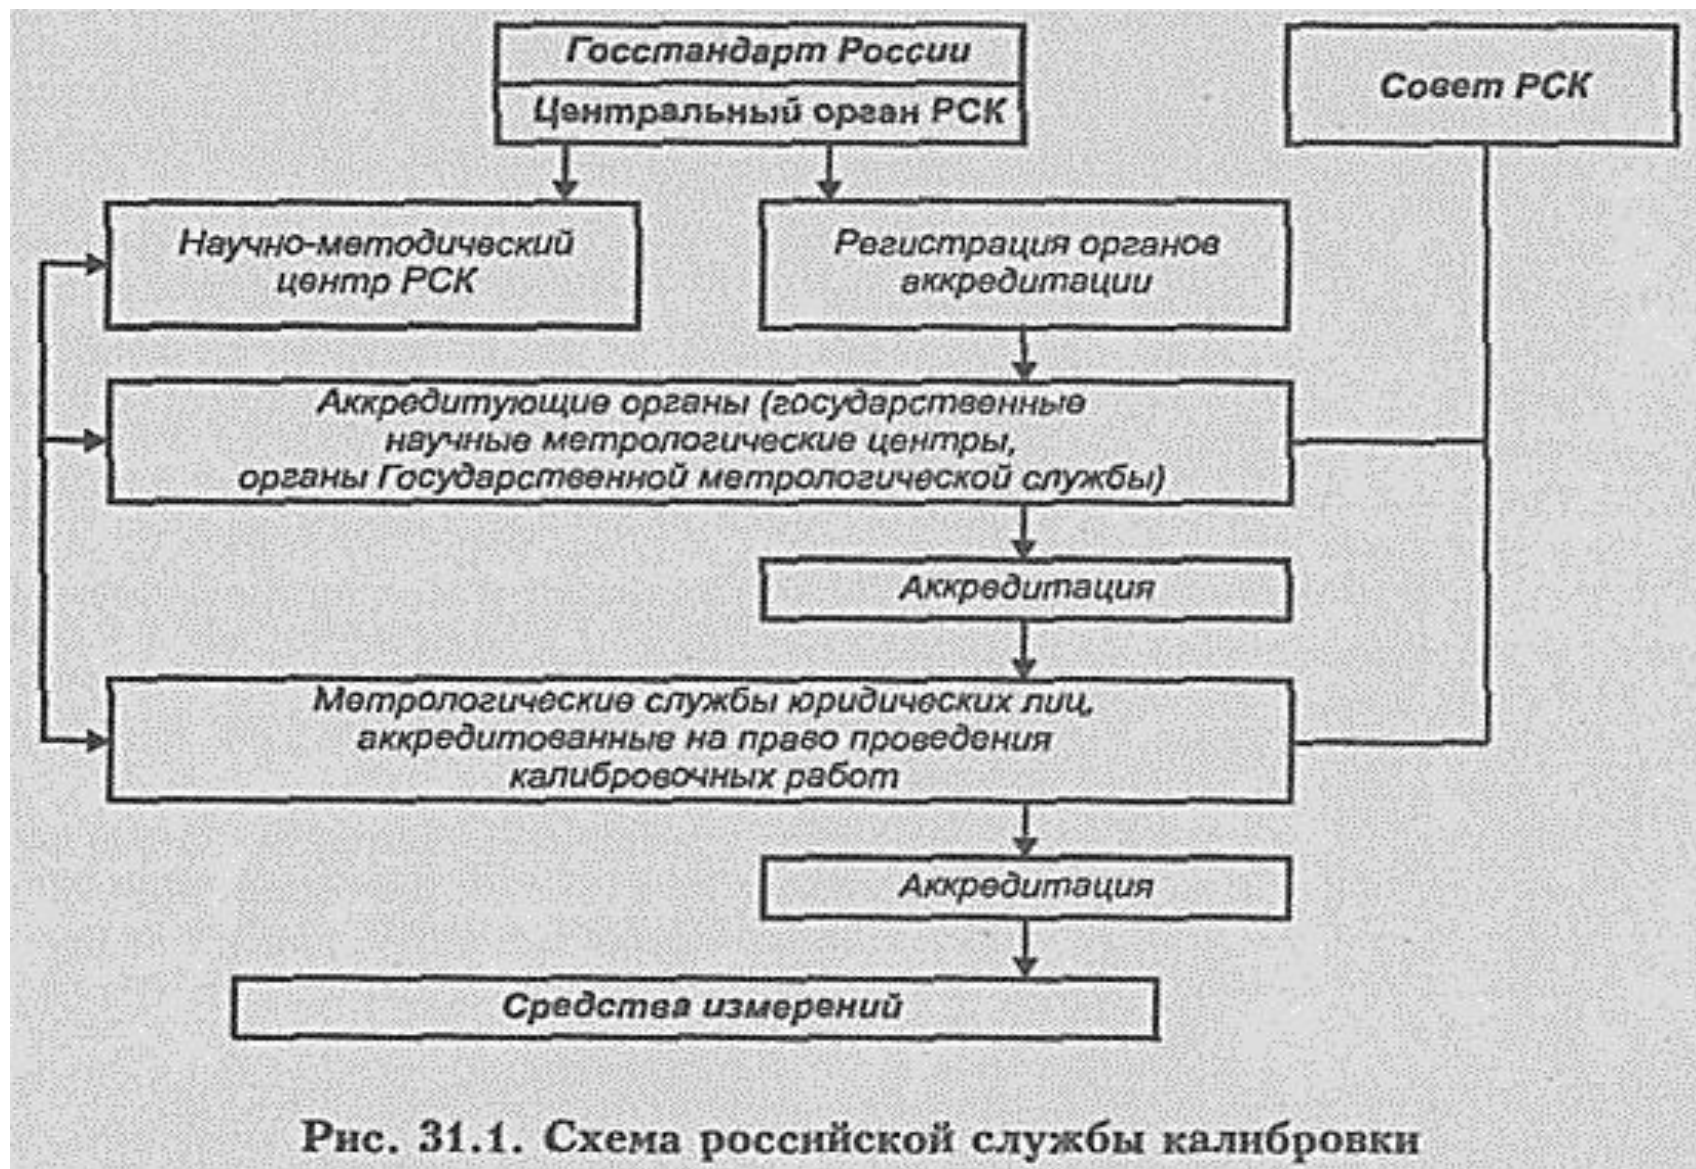 Госстандарт России
Центральный орган РСК
Совет РСК
Научно-методический
центр РСК
Регистрация органов
аккредитации
Аккредитующие органы (государственные
научные метрологические центры,
органы Государственной метрологической службы)
Аккредитация
Метрологические службы юридических лиц,
аккредитованные на право проведения
калибровочных работ
Аккредитация
Средства измерений
Рис. 31.1. Схема российской службы калибровки